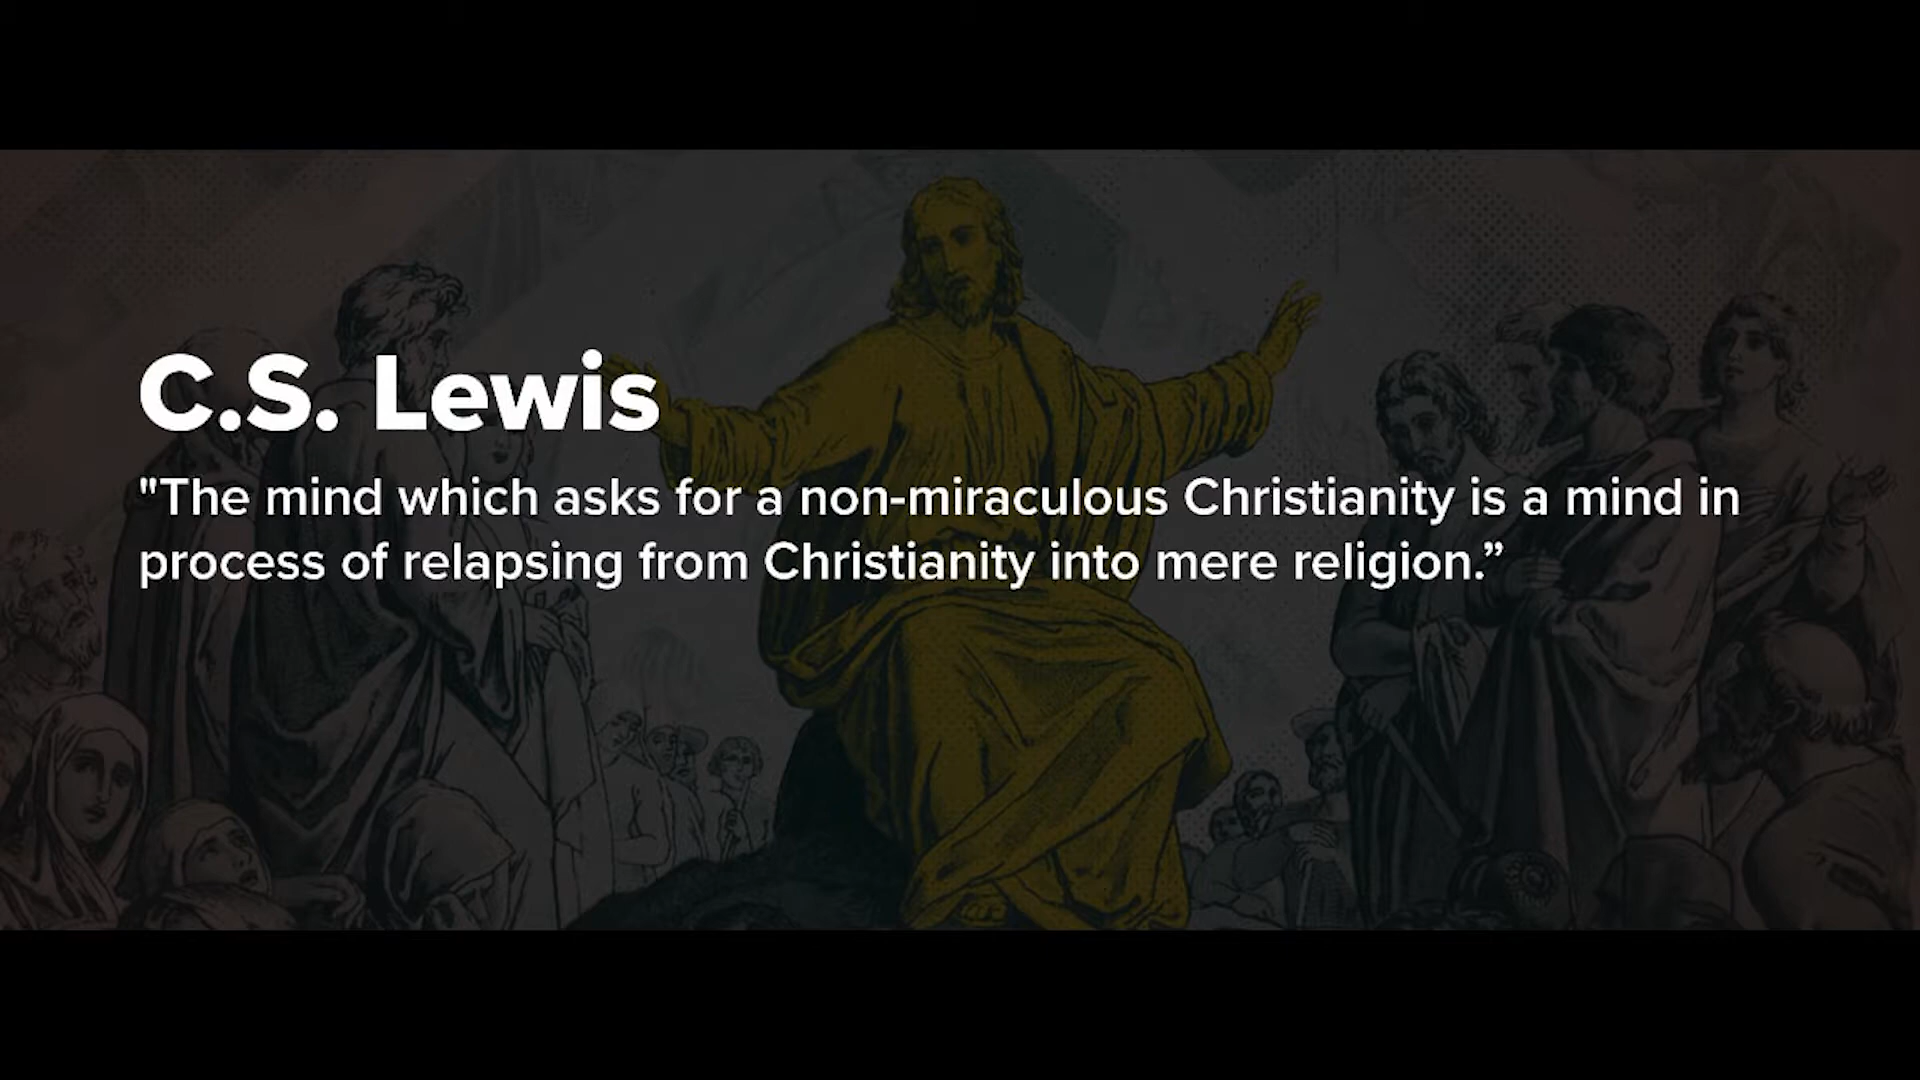 C.S. Lewis
"The mind which asks for a non-miraculous Christianity is a mind in
process of relapsing from Christianity into mere religion.”